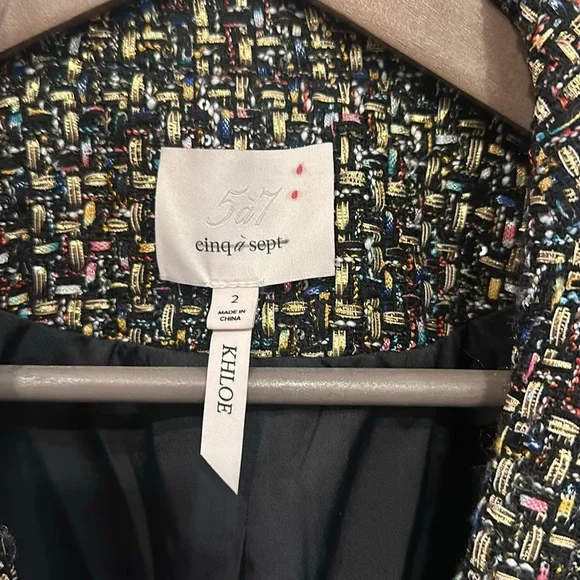 5à7
cinq à sept
2
MADE IN
CHINA
KHLOE